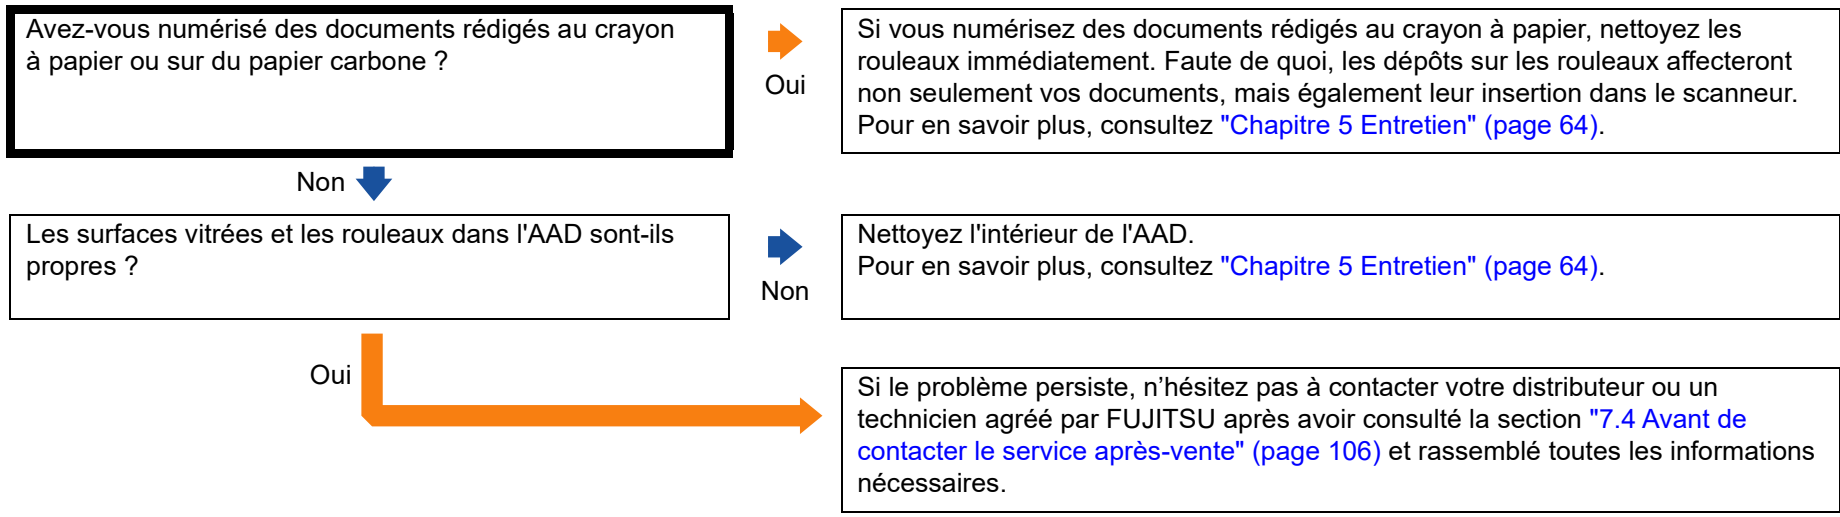 Avez-vous numérisé des documents rédigés au crayon
à papier ou sur du papier carbone ?
Oui
Si vous numérisez des documents rédigés au crayon à papier, nettoyez les
rouleaux immédiatement. Faute de quoi, les dépôts sur les rouleaux affecteront
non seulement vos documents, mais également leur insertion dans le scanneur.
Pour en savoir plus, consultez "Chapitre 5 Entretien" (page 64).
Non
Les surfaces vitrées et les rouleaux dans l'AAD sont-ils
propres ?
Non
Nettoyez l'intérieur de l'AAD.
Pour en savoir plus, consultez "Chapitre 5 Entretien" (page 64).
Oui
Si le problème persiste, n’hésitez pas à contacter votre distributeur ou un
technicien agréé par FUJITSU après avoir consulté la section "7.4 Avant de
contacter le service après-vente" (page 106) et rassemblé toutes les informations
nécessaires.